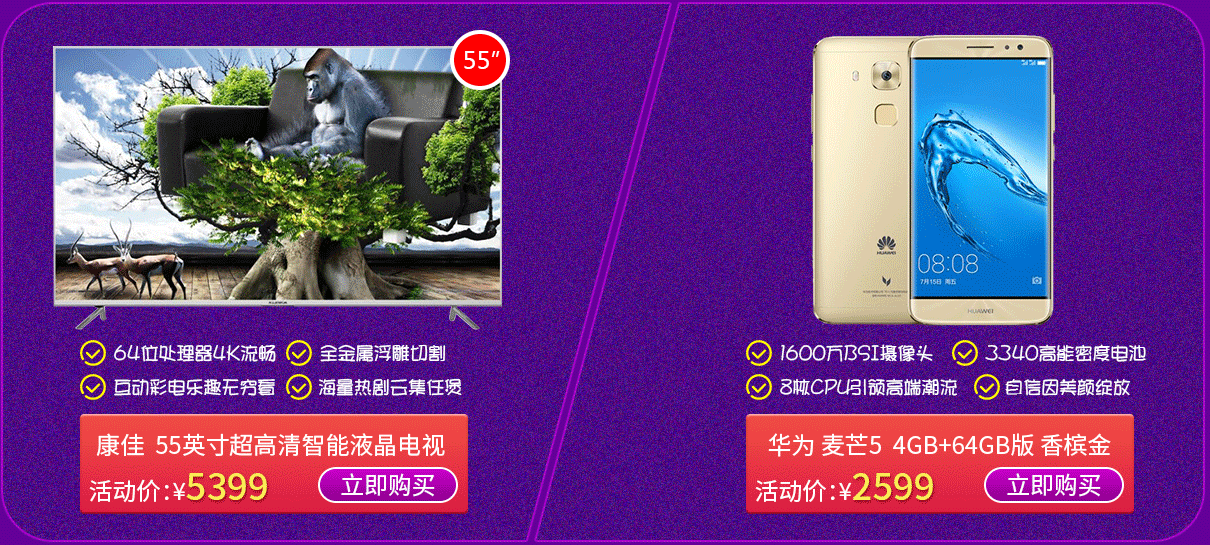 55"
HUAWEI
08:08
7月15日 周五
HUAWEI
64位处理器4K流畅
全金属浮雕切割
互动彩电乐趣无穷套
海量热剧云集任煲
1600万BSI摄像头
3340高能密度电池
8核CPU引领高端潮流
自信因美颜绽放
康佳 55英寸超高清智能液晶电视
活动价:¥5399
立即购买
华为 麦芒5 4GB+64GB版 香槟金
活动价:¥2599
立即购买